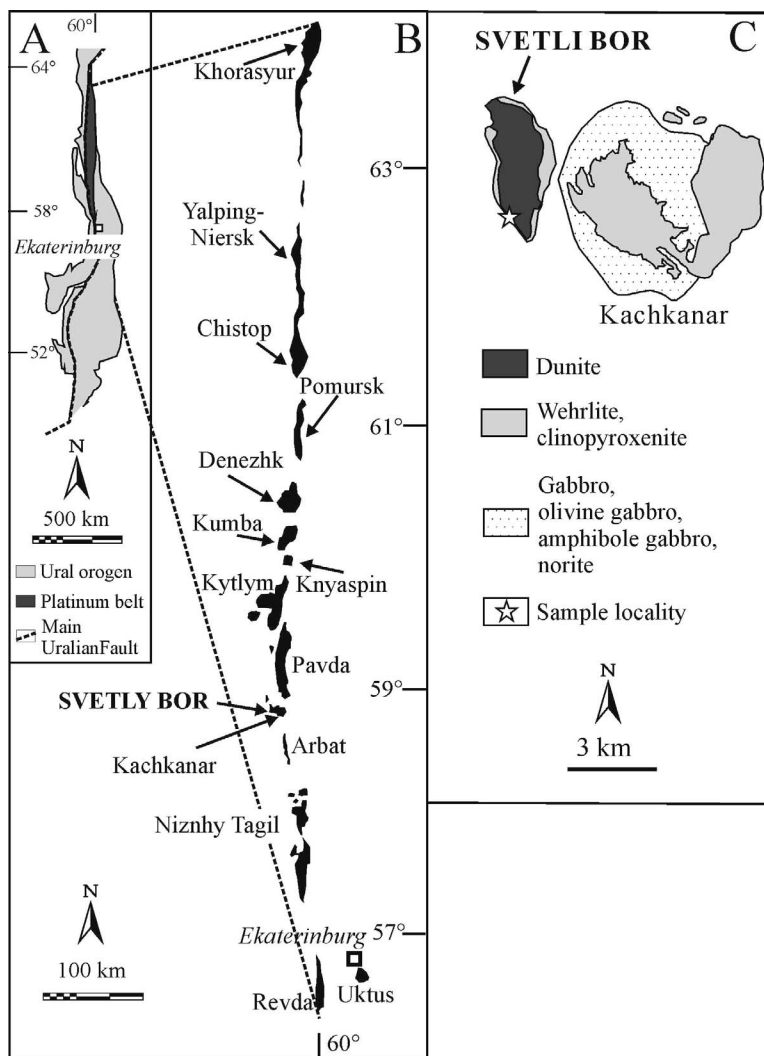 A
60°
64°
58°
Ekaterinburg
52°
N
500 km
Ural orogen
Platinum belt
Main
UralianFault
B
Khorasyur
63°
Yalping-
Niersk
Chistop
Pomursk
61°
Denezhk
Kumba
Kytlym
Knyaspin
Pavda
59°
SVETLY BOR
Kachkanar
Arbat
Niznhy Tagil
N
100 km
57°
Ekaterinburg
Revda
Uktus
60°
C
SVETLI BOR
Kachkanar
Dunite
Wehrlite,
clinopyroxenite
Gabbro,
olivine gabbro,
amphibole gabbro,
norite
Sample locality
N
3 km